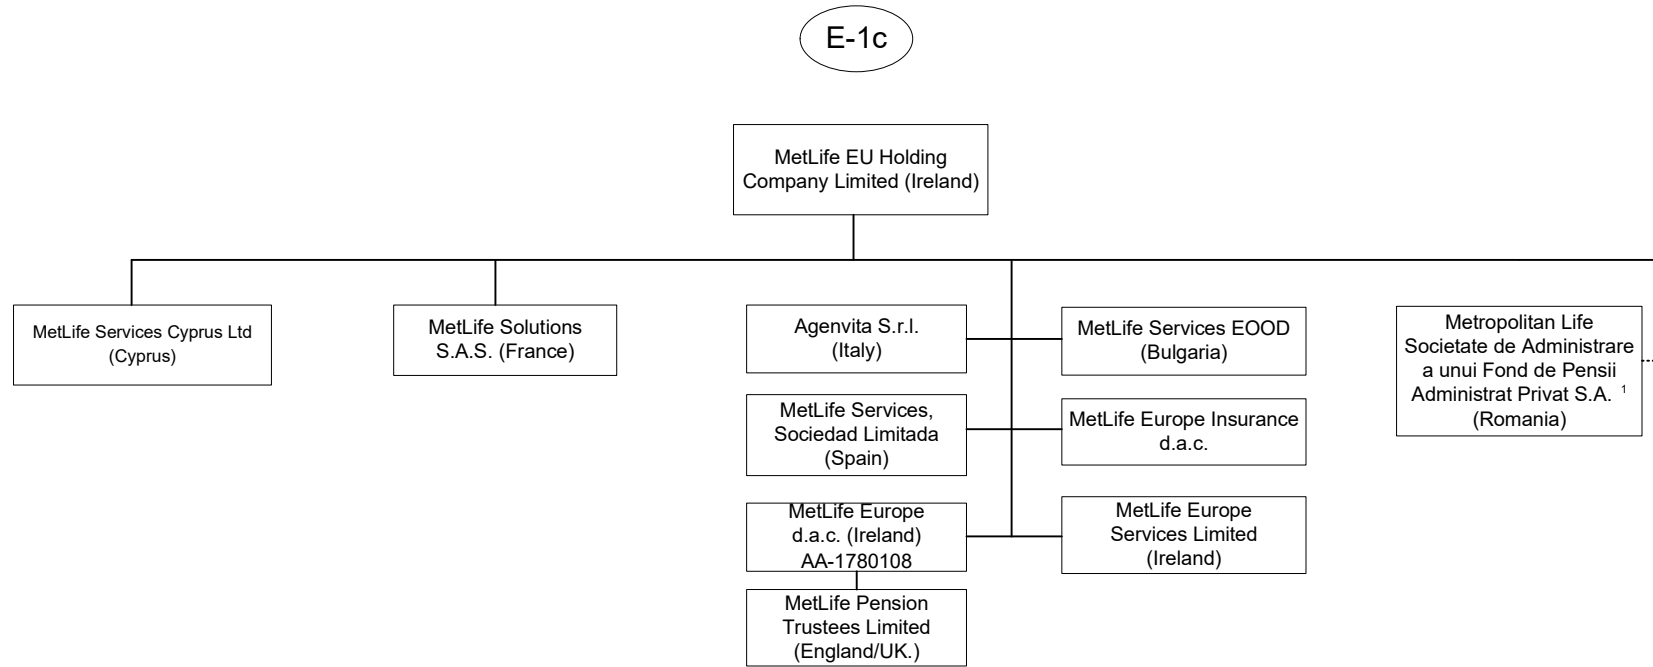 E-1c
MetLife EU Holding
Company Limited (Ireland)
MetLife Services Cyprus Ltd
(Cyprus)
MetLife Solutions
S.A.S. (France)
Agenvita S.r.l.
(Italy)
MetLife Services EOOD
(Bulgaria)
Metropolitan Life
Societate de Administrare
a unui Fond de Pensii
Administrat Privat S.A. ¹
(Romania)
MetLife Services,
Sociedad Limitada
(Spain)
MetLife Europe Insurance
d.a.c.
MetLife Europe
d.a.c. (Ireland)
AA-1780108
MetLife Europe
Services Limited
(Ireland)
MetLife Pension
Trustees Limited
(England/UK.)